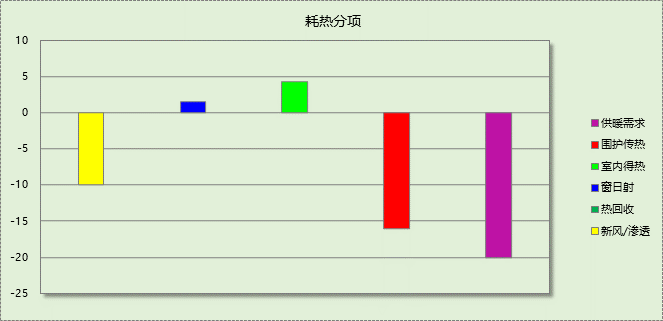 耗热分项
10
5
0
-5
-10
-15
-20
-25
供暖需求
围护传热
室内得热
窗日射
热回收
新风/渗透